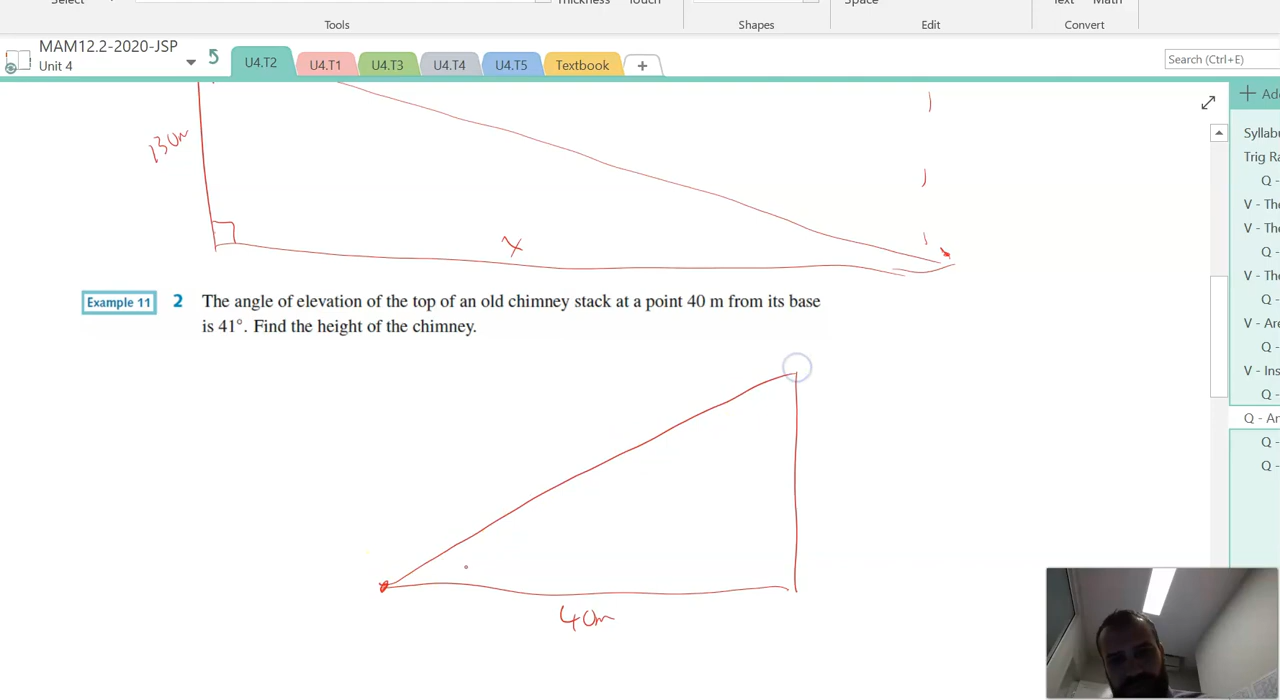 Select
Thickness
Touch
Space
Text
Math
Tools
Shapes
Edit
Convert
MAM12.2-2020-JSP
Unit 4
U4.T2
U4.T1
U4.T3
U4.T4
U4.T5
Textbook
+
Search (Ctrl+E)
Syllabu
Trig Ra
Q -
V - The
V - The
Q -
V - The
Q -
V - Are
Q -
V - Ins
Q -
Q - Ar
Q -
Q -
130m
x
Example 11 2 The angle of elevation of the top of an old chimney stack at a point 40 m from its base
is 41°. Find the height of the chimney.
40m